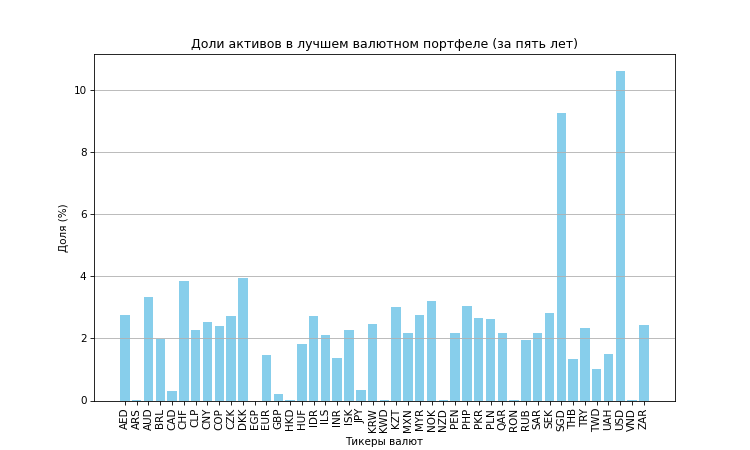 Доли активов в лучшем валютном портфеле (за пять лет)
Доля (%)
10
8
6
4
2
0
AED
ARS
AUD
BRL
CAD
CHF
CLP
CNY
COP
CZK
DKK
EGP
EUR
GBP
HKD
HUF
IDR
ILS
INR
ISK
JPY
KRW
KWD
KZT
MXN
MYR
NOK
NZD
PEN
PHP
PKR
PLN
QAR
RON
RUB
SAR
SEK
SGD
THB
TRY
TWD
UAH
USD
VND
ZAR
Тикеры валют